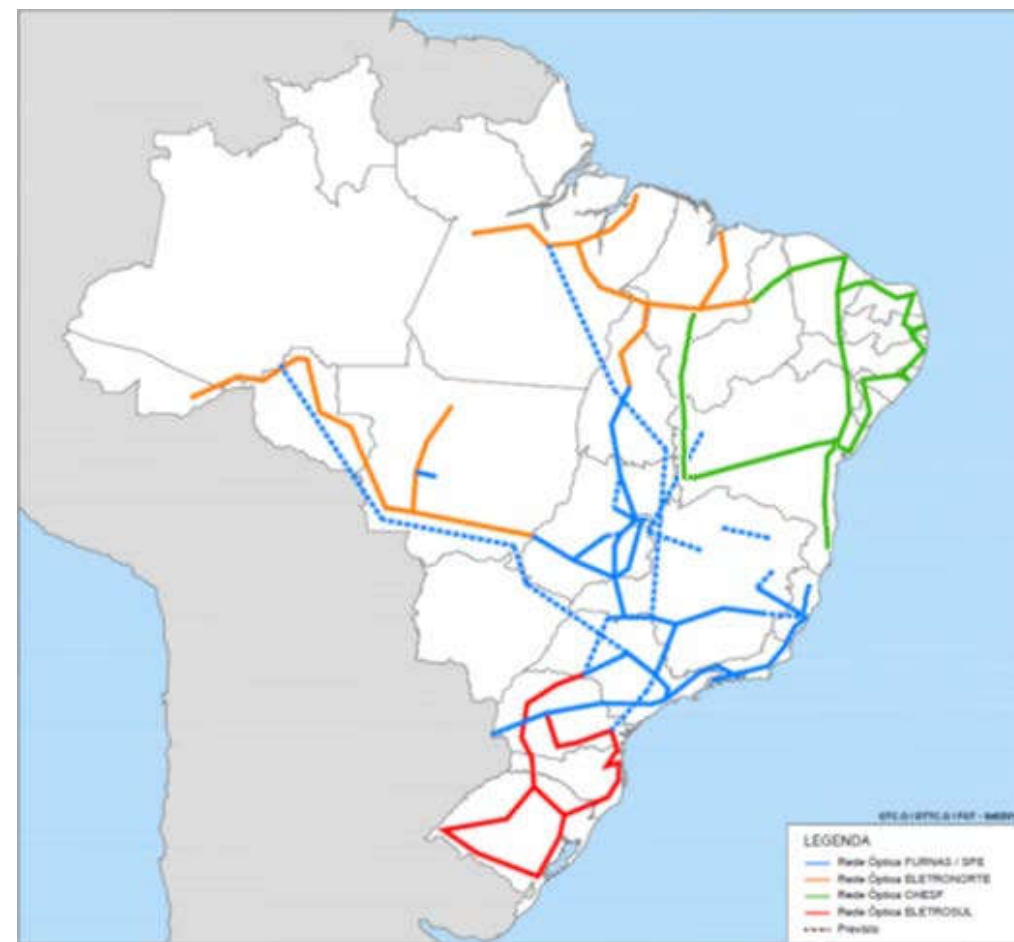 LEGENDA
Rede Óptica FURNAS / SPE
Rede Óptica ELETRONORTE
Rede Óptica CHESF
Rede Óptica ELETROSUL
Previsto